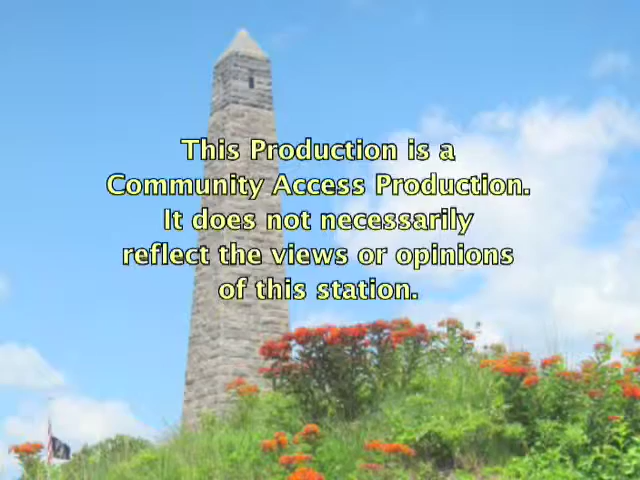 This Production is a
Community Access Production.
It does not necessarily
reflect the views or opinions
of this station.